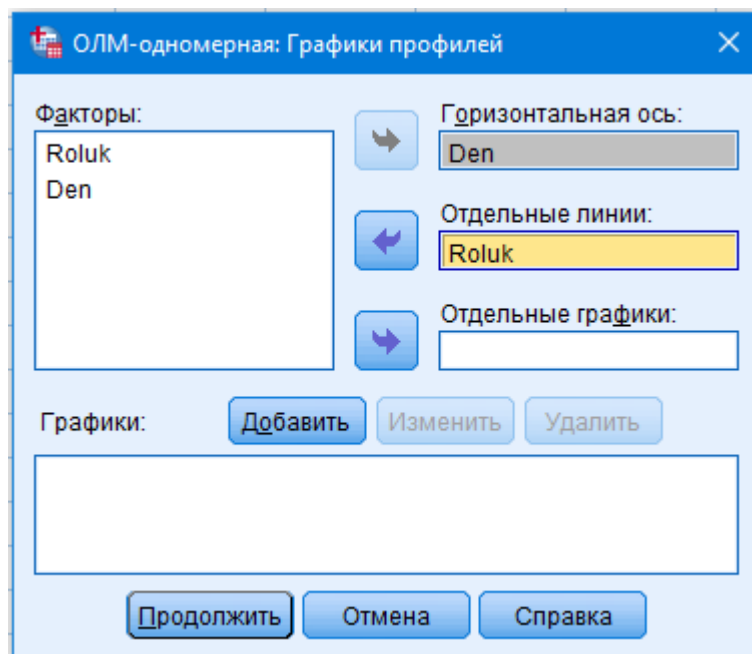 ОЛМ-одномерная: Графики профилей
Факторы:
Roluk
Den
Горизонтальная ось:
Den
Отдельные линии:
Roluk
Отдельные графики:
Графики:
Добавить Изменить Удалить
Продолжить Отмена Справка